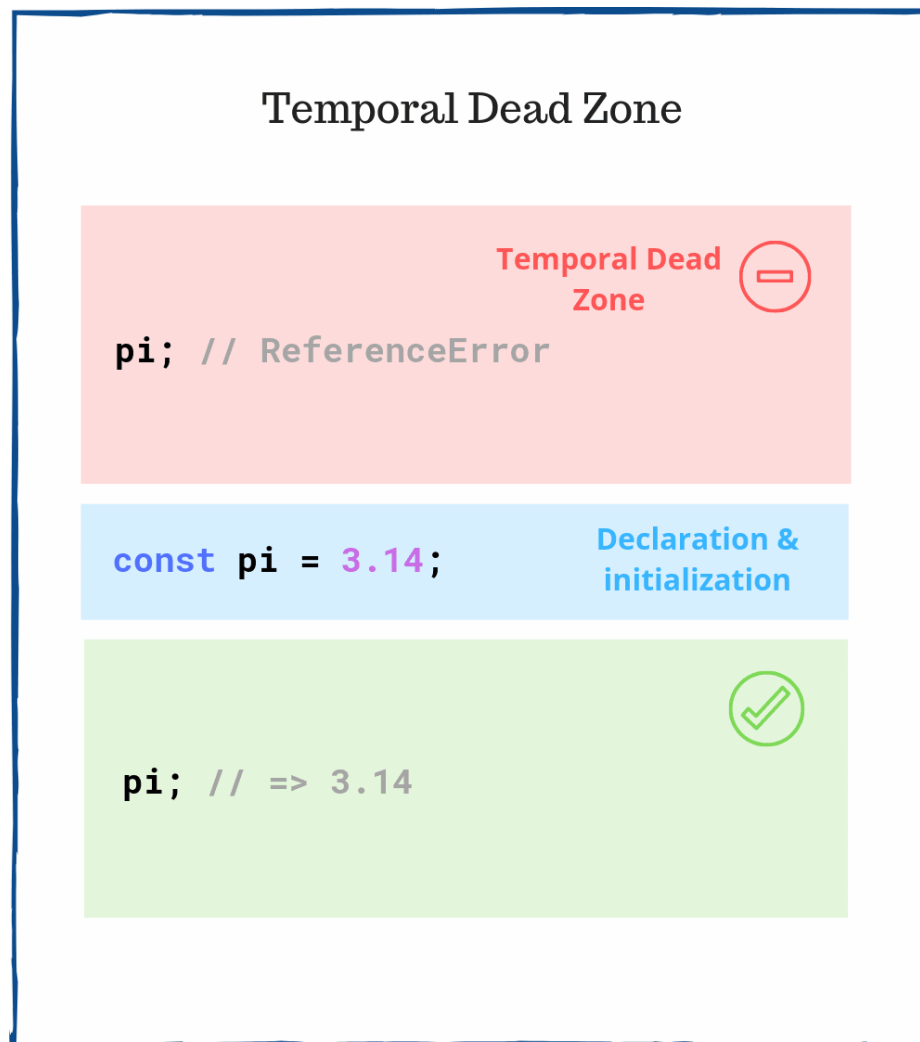 Temporal Dead Zone
Temporal Dead
Zone
pi; // ReferenceError
Declaration &
initialization
const pi = 3.14;
pi; // => 3.14